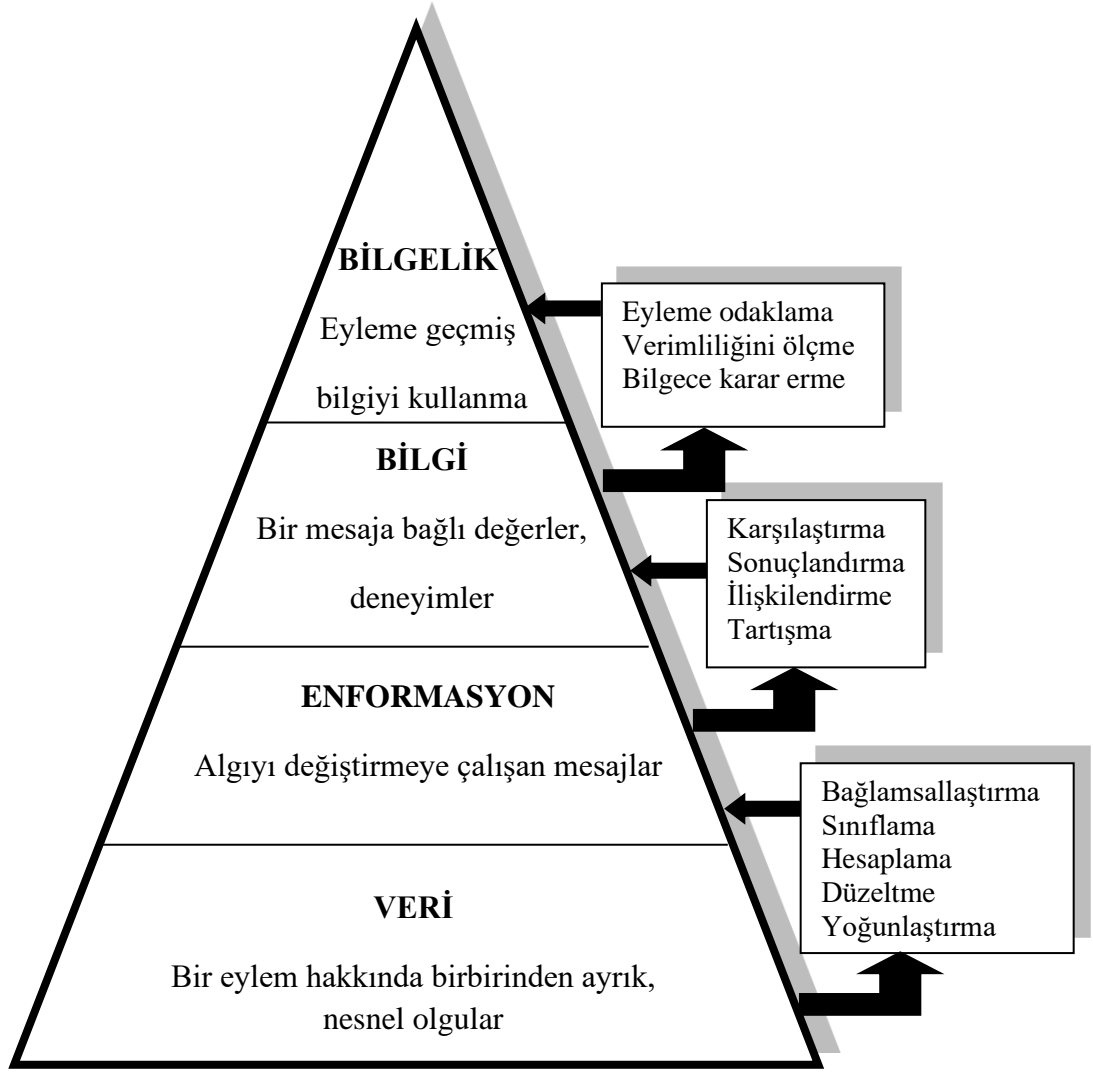 BİLGELİK
Eyleme geçmiş
bilgiyi kullanma
Eyleme odaklama
Verimliliğini ölçme
Bilgece karar erme
BİLGİ
Bir mesaja bağlı değerler,
deneyimler
Karşılaştırma
Sonuçlandırma
İlişkilendirme
Tartışma
ENFORMASYON
Algıyı değiştirmeye çalışan mesajlar
Bağlamsallaştırma
Sınıflama
Hesaplama
Düzeltme
Yoğunlaştırma
VERİ
Bir eylem hakkında birbirinden ayrık,
nesnel olgular